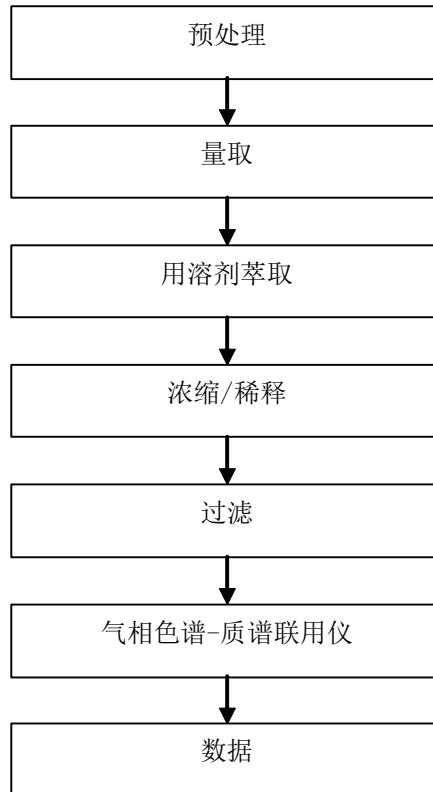 预处理
量取
用溶剂萃取
浓缩/稀释
过滤
气相色谱-质谱联用仪
数据